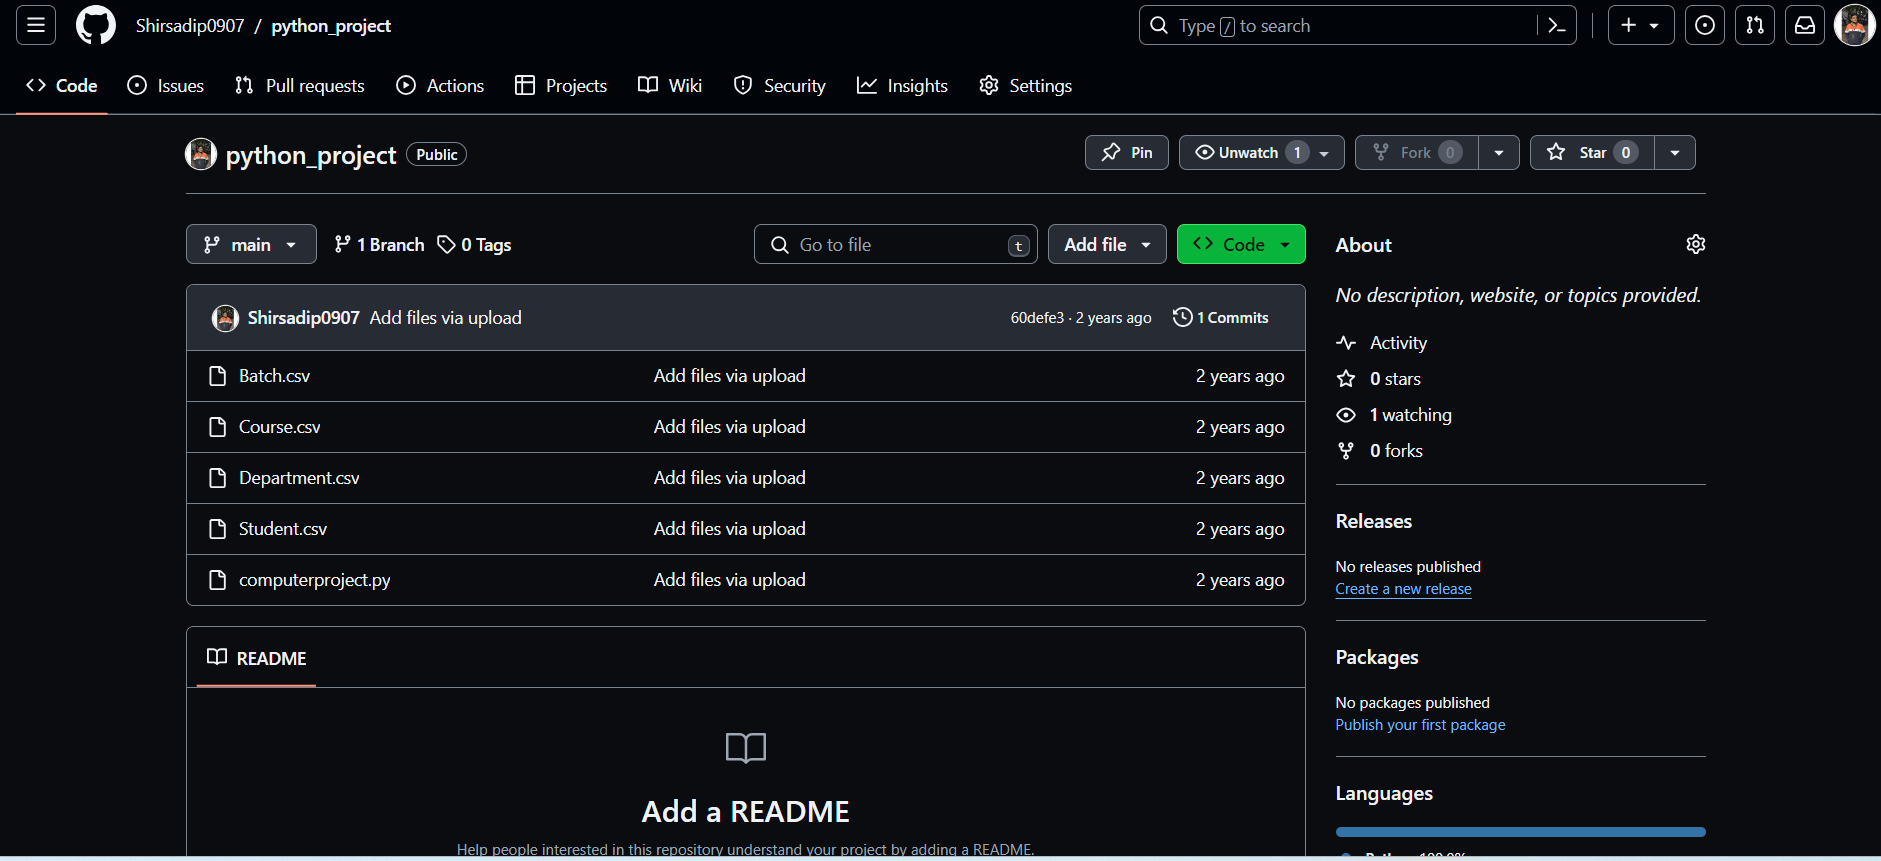 Shirsadip0907 / python_project
Type / to search
Code Issues Pull requests Actions Projects Wiki Security Insights Settings
python_project Public
Pin Unwatch 1 Fork 0 Star 0
main 1 Branch 0 Tags
Go to file t Add file Code
Shirsadip0907 Add files via upload 60defe3 · 2 years ago 1 Commits
Batch.csv Add files via upload 2 years ago
Course.csv Add files via upload 2 years ago
Department.csv Add files via upload 2 years ago
Student.csv Add files via upload 2 years ago
computerproject.py Add files via upload 2 years ago
README
Add a README
Help people interested in this repository understand your project by adding a README.
About
No description, website, or topics provided.
Activity
0 stars
1 watching
0 forks
Releases
No releases published
Create a new release
Packages
No packages published
Publish your first package
Languages
Python 100.0%